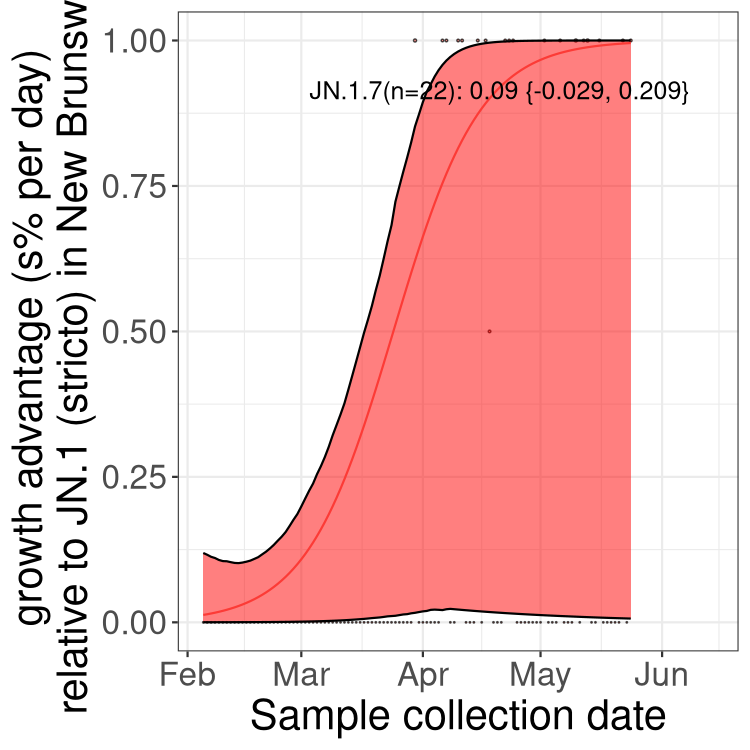 growth advantage (s% per day)
relative to JN.1 (stricto) in New Brunsw
1.00
0.75
0.50
0.25
0.00
JN.1.7(n=22): 0.09 {-0.029, 0.209}
Feb Mar Apr May Jun
Sample collection date